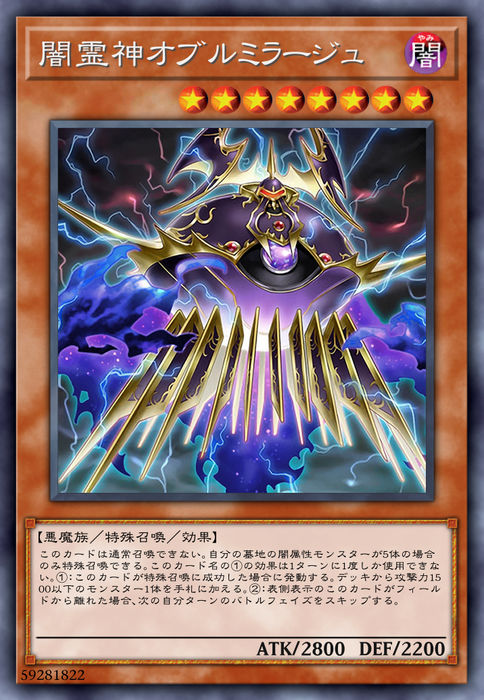 闇霊神オブルミラージュ
やみ
闇
【悪魔族／特殊召喚／効果】
このカードは通常召喚できない。自分の墓地の闇属性モンスターが5体の場合
のみ特殊召喚できる。このカード名の①の効果は1ターンに1度しか使用できな
い。①：このカードが特殊召喚に成功した場合に発動する。デッキから攻撃力15
00以下のモンスター1体を手札に加える。②：表側表示のこのカードがフィール
ドから離れた場合、次の自分ターンのバトルフェイズをスキップする。
ATK/2800 DEF/2200
59281822